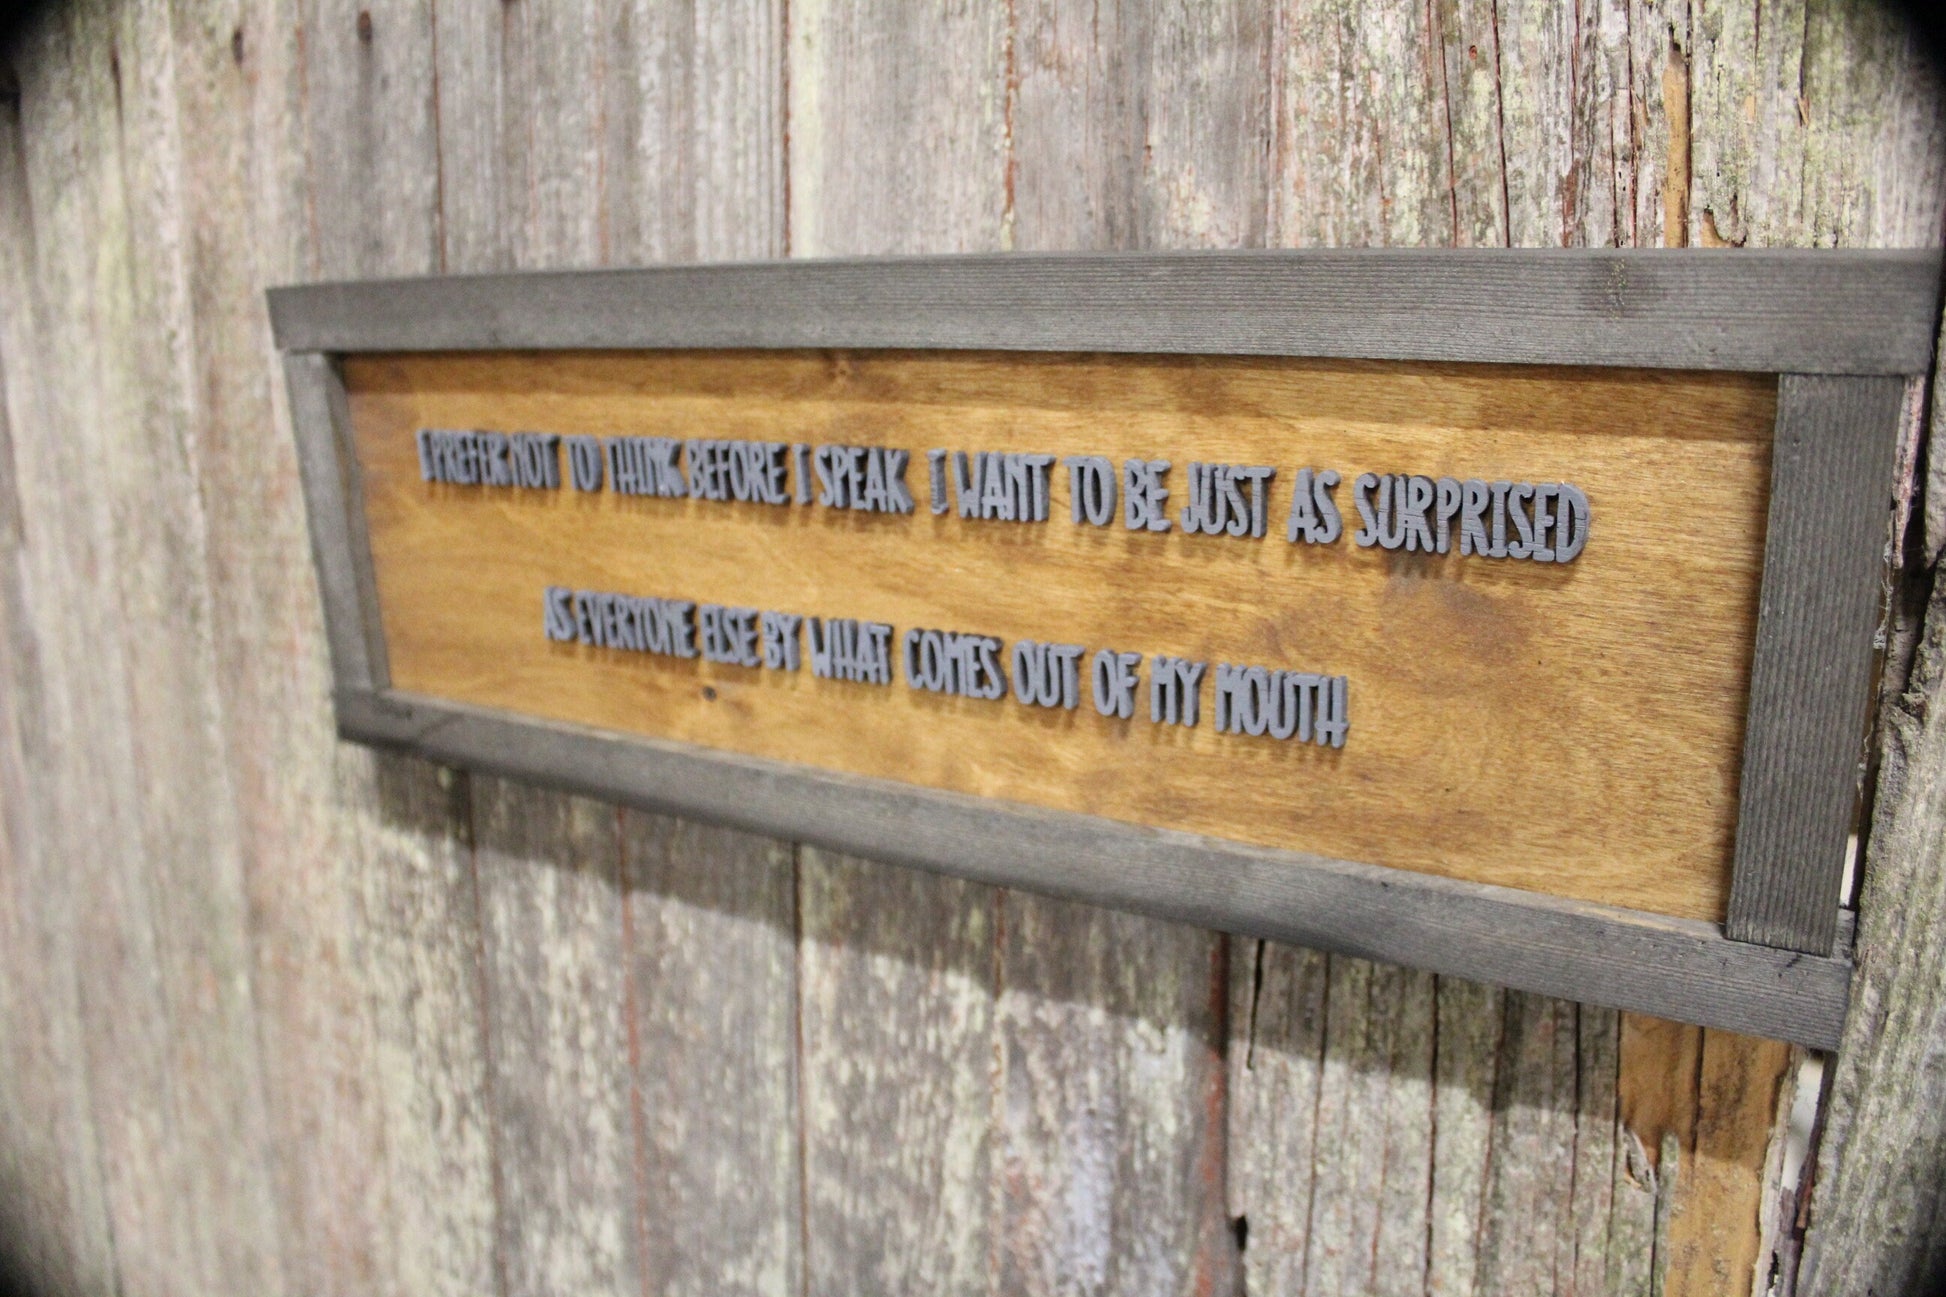 I PREFER NOT TO THINK BEFORE I SPEAK I WANT TO BE JUST AS SURPRISED
AS EVERYONE ELSE BY WHAT COMES OUT OF MY MOUTH